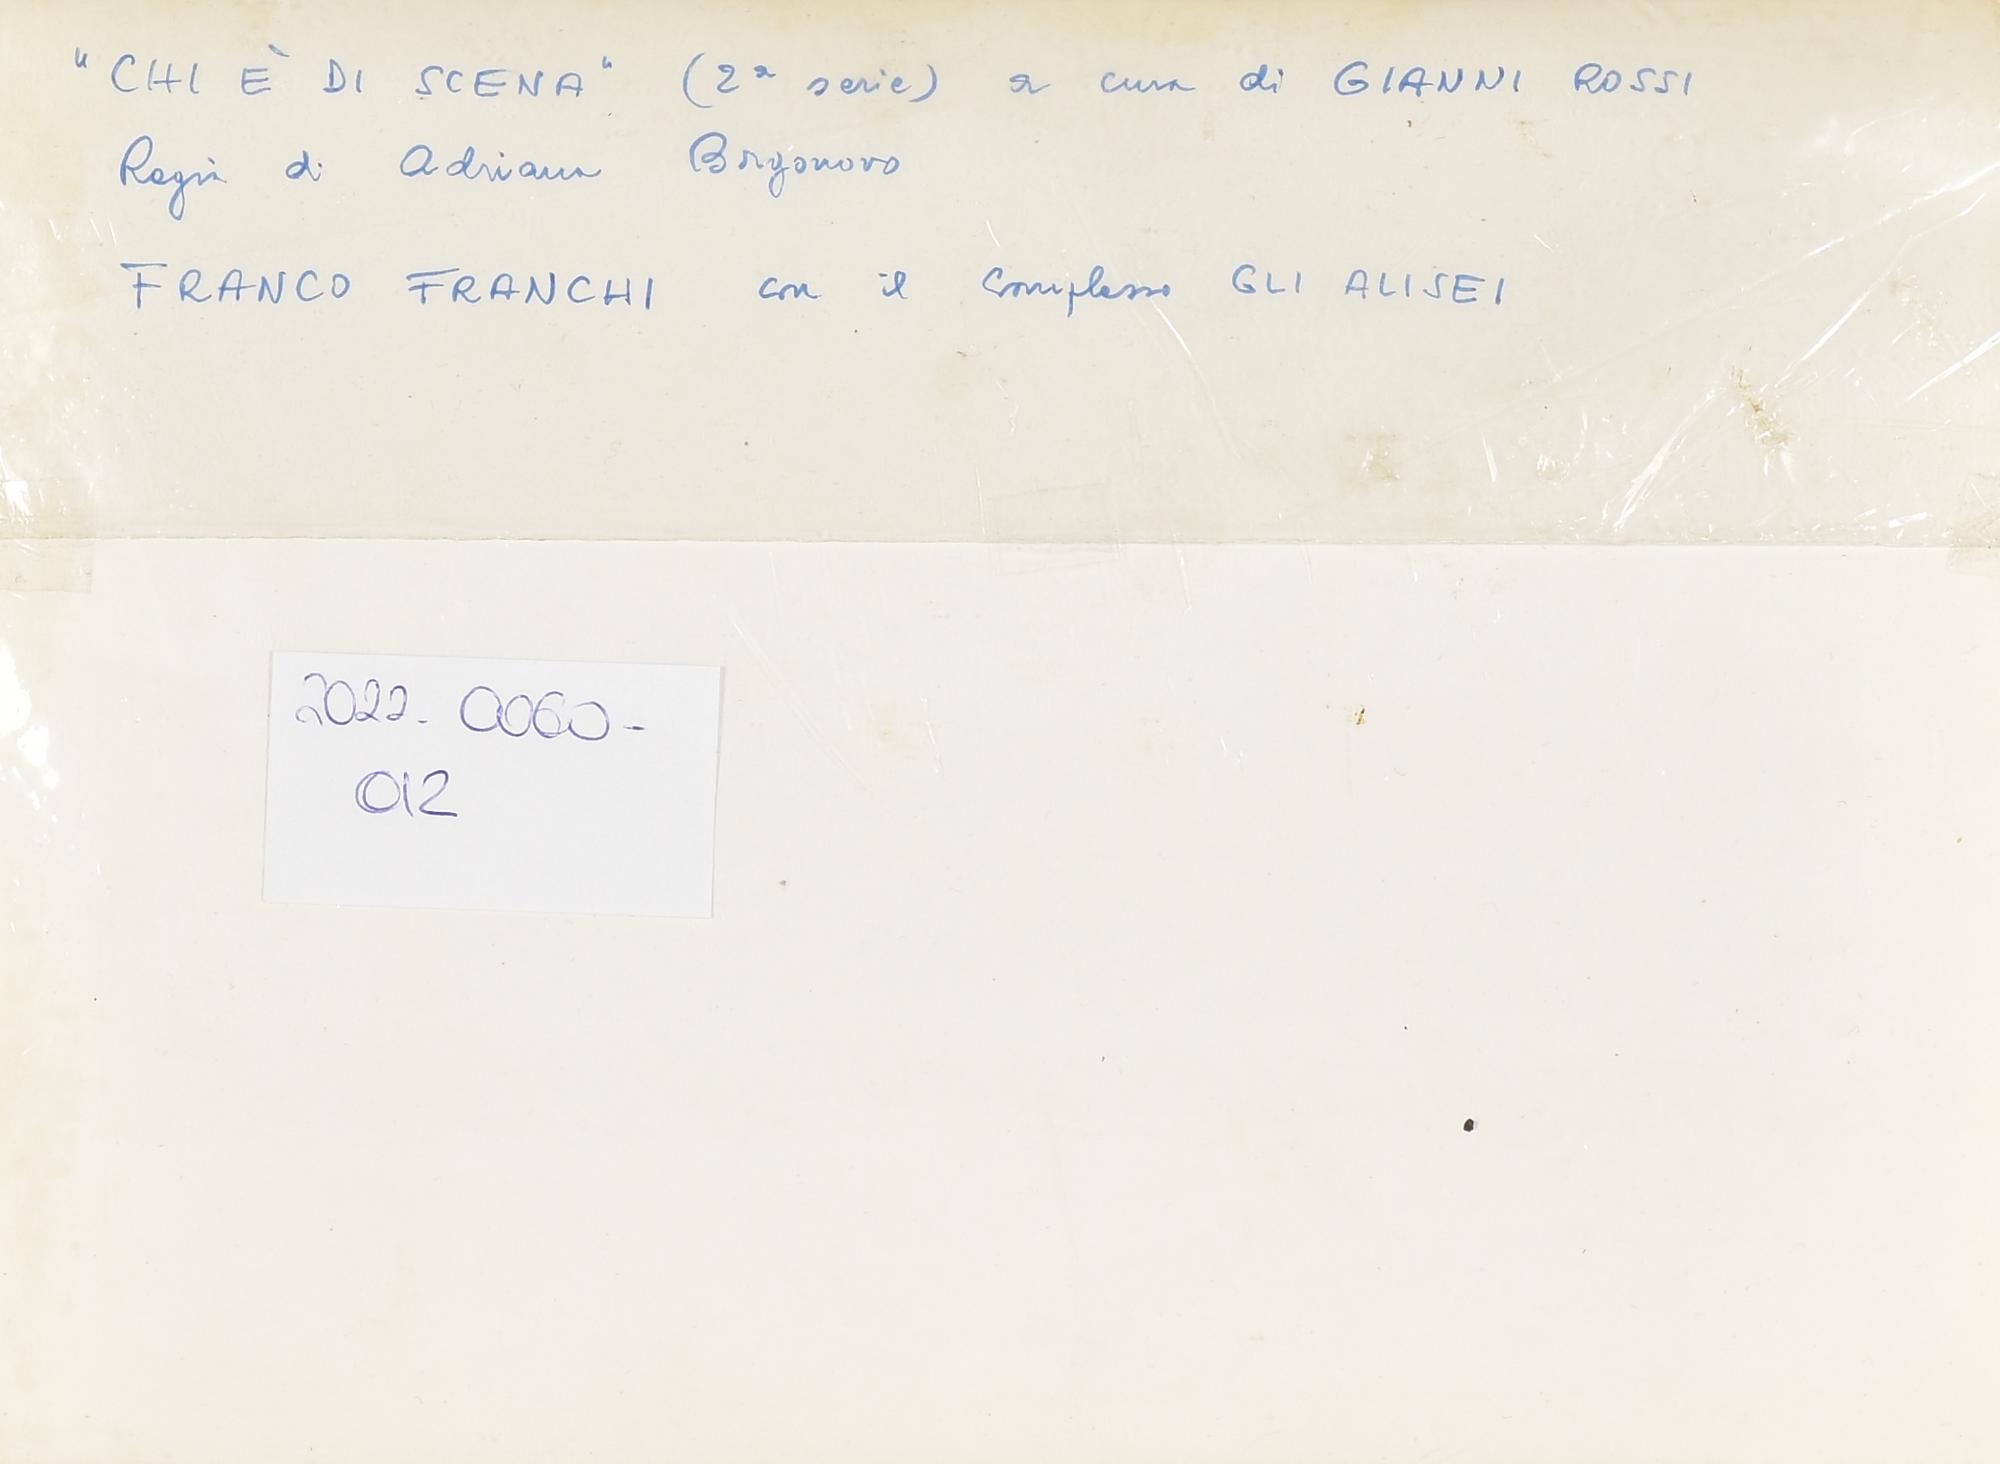 "CHI È DI SCENA" (2ª serie) a cura di GIANNI ROSSI
Regia di Adriana Borgonovo
FRANCO FRANCHI con il complesso GLI ALISEI
2022-0060-
012